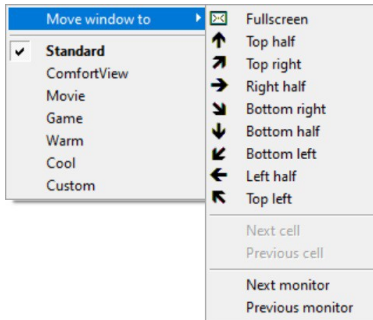 Move window to
Standard
ComfortView
Movie
Game
Warm
Cool
Custom
Fullscreen
Top half
Top right
Right half
Bottom right
Bottom half
Bottom left
Left half
Top left
Next cell
Previous cell
Next monitor
Previous monitor